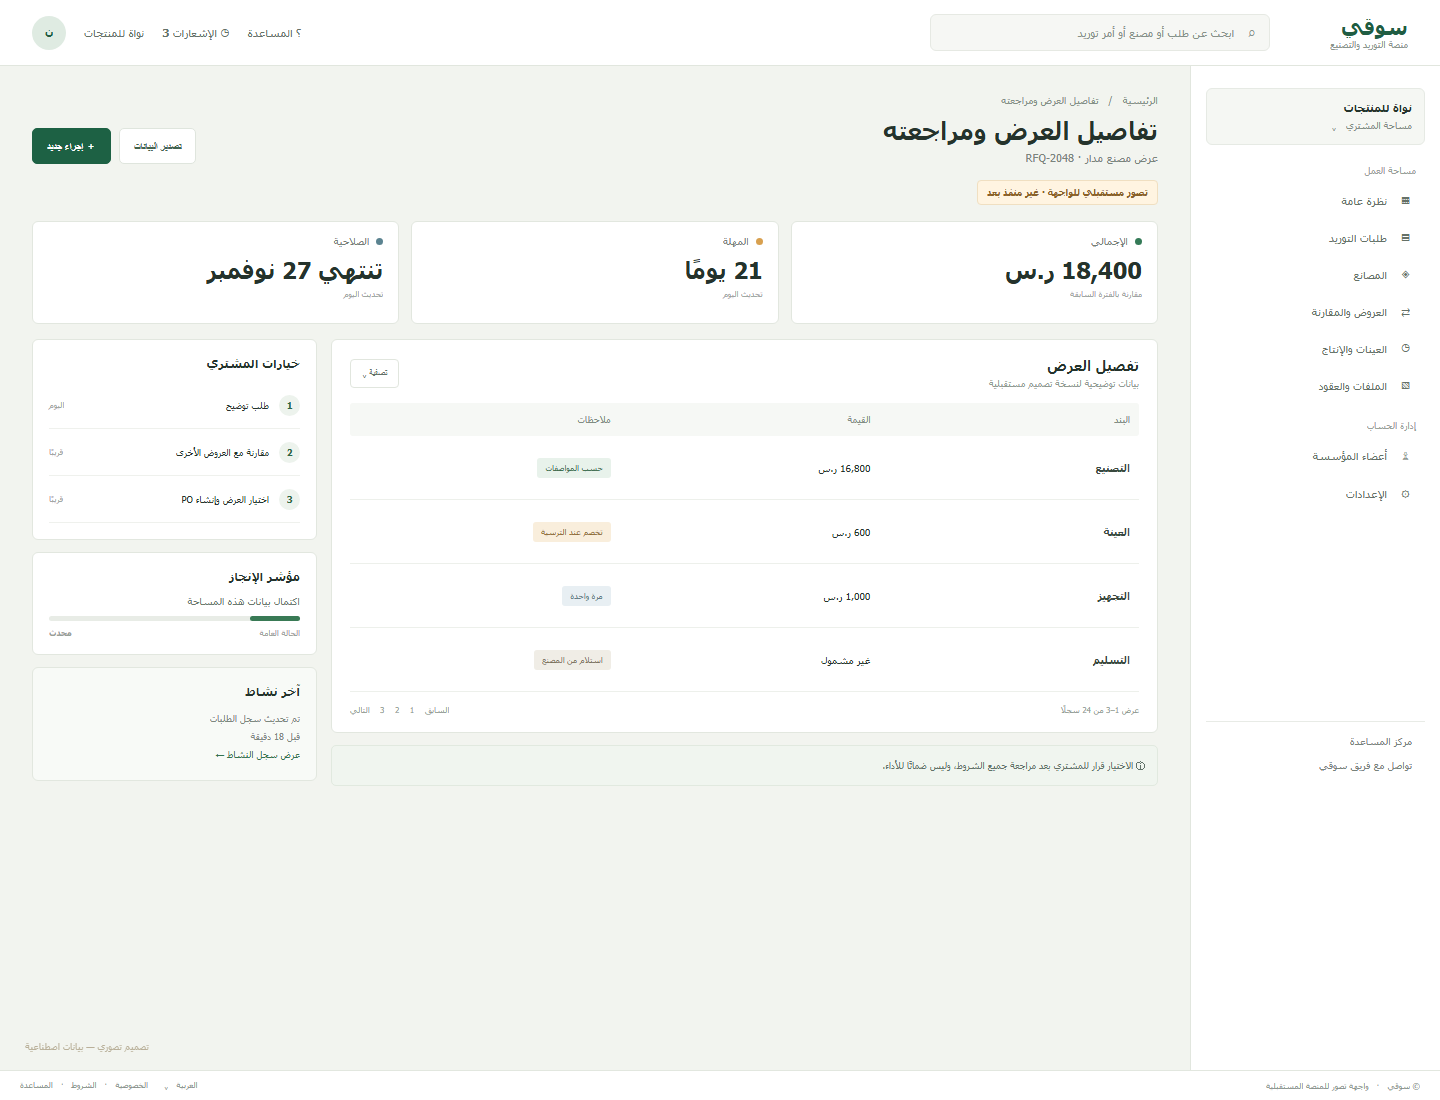 سوقي
منصة التوريد والتصنيع
ابحث عن طلب أو مصنع أو أمر توريد
؟ المساعدة
الإشعارات 3
نواة للمنتجات
ن
نواة للمنتجات
مساحة المشتري
مساحة العمل
نظرة عامة
طلبات التوريد
المصانع
العروض والمقارنة
العينات والإنتاج
الملفات والعقود
إدارة الحساب
أعضاء المؤسسة
الإعدادات
مركز المساعدة
تواصل مع فريق سوقي
الرئيسية / تفاصيل العرض ومراجعته
تفاصيل العرض ومراجعته
عرض مصنع مدار · RFQ-2048
تصور مستقبلي للواجهة · غير منفذ بعد
تصدير البيانات
+ إجراء جديد
الإجمالي
18,400 ر.س
مقارنة بالفترة السابقة
المهلة
21 يومًا
تحديث اليوم
الصلاحية
تنتهي 27 نوفمبر
تحديث اليوم
تفصيل العرض
بيانات توضيحية لنسخة تصميم مستقبلية
تصفية
البند القيمة ملاحظات
التصنيع 16,800 ر.س حسب المواصفات
العينة 600 ر.س تخصم عند الترسية
التجهيز 1,000 ر.س مرة واحدة
التسليم غير مشمول استلام من المصنع
عرض 1–3 من 24 سجلًا
السابق 1 2 3 التالي
ⓘ الاختيار قرار للمشتري بعد مراجعة جميع الشروط، وليس ضمانًا للأداء.
خيارات المشتري
1 طلب توضيح اليوم
2 مقارنة مع العروض الأخرى قريبًا
3 اختيار العرض وإنشاء PO قريبًا
مؤشر الإنجاز
اكتمال بيانات هذه المساحة
الحالة العامة محدث
آخر نشاط
تم تحديث سجل الطلبات
قبل 18 دقيقة
عرض سجل النشاط ←
تصميم تصوري — بيانات اصطناعية
© سوقي · واجهة تصور للمنصة المستقبلية
العربية الخصوصية · الشروط · المساعدة